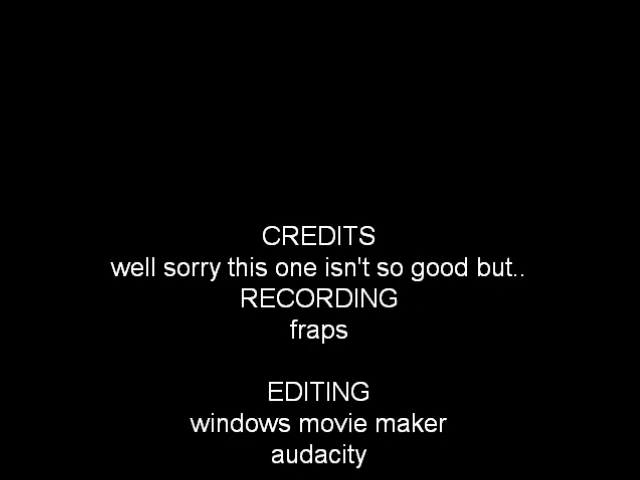 CREDITS
well sorry this one isn't so good but..
RECORDING
fraps
EDITING
windows movie maker
audacity